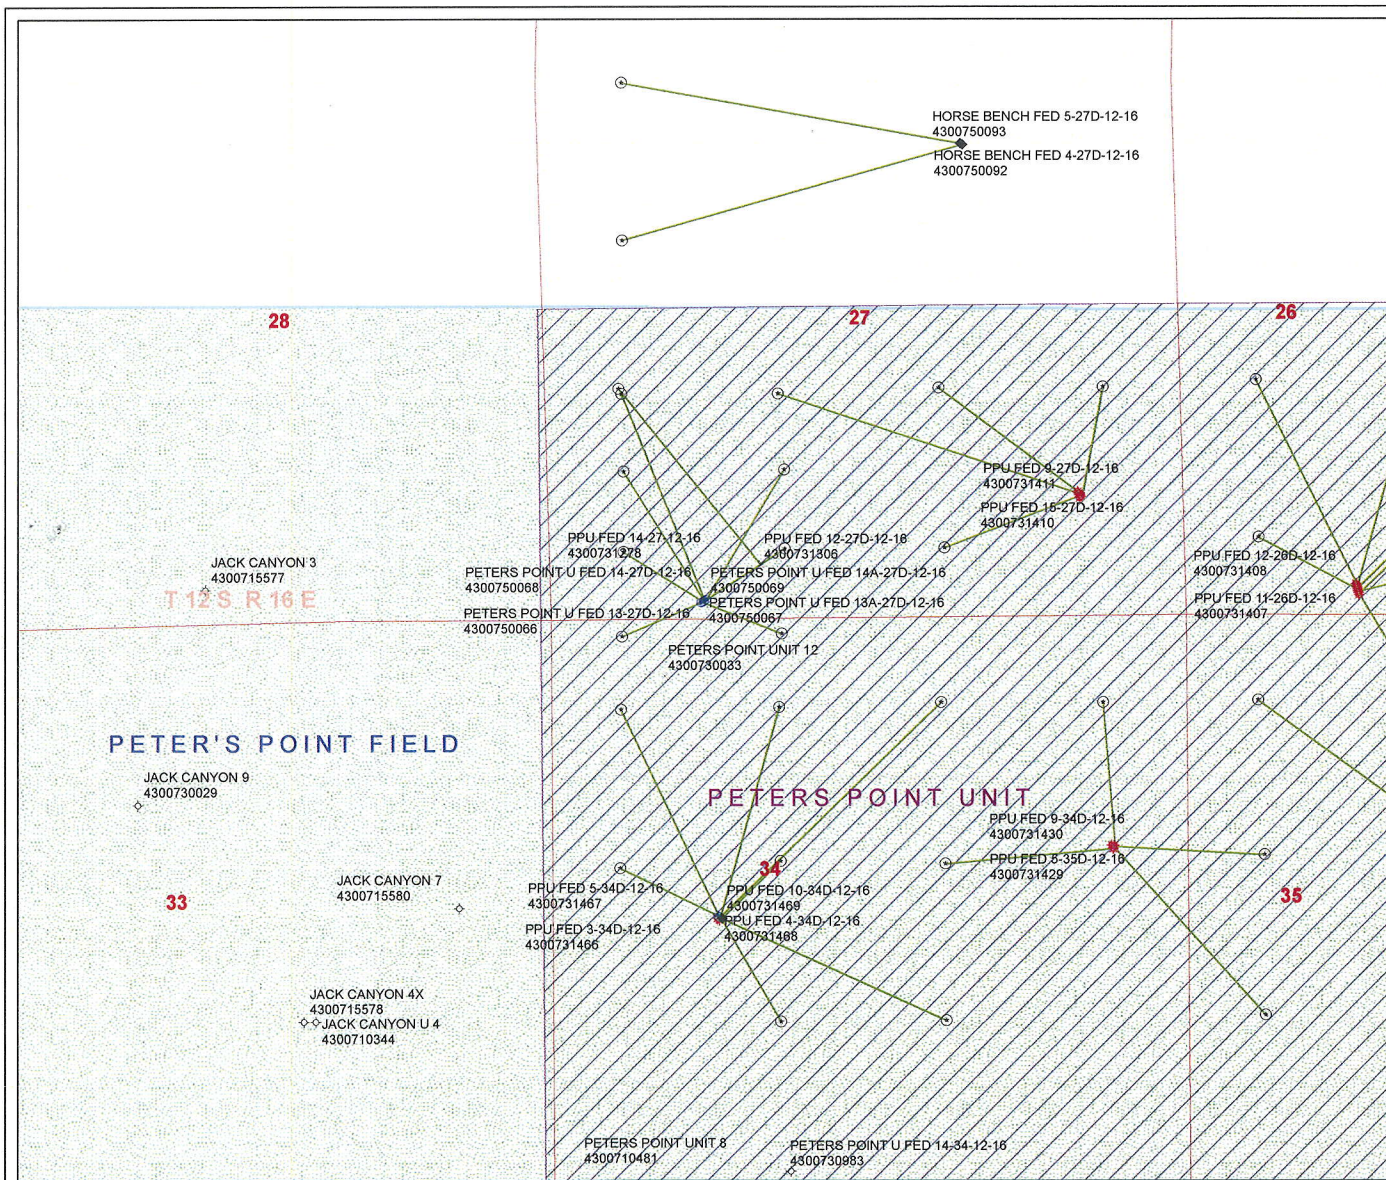 HORSE BENCH FED 5-27D-12-16
4300750093
HORSE BENCH FED 4-27D-12-16
4300750092
28
27
26
PPU FED 9-27D-12-16
4300731411
PPU FED 15-27D-12-16
4300731410
PPU FED 14-27-12-16
4300731278
PPU FED 12-27D-12-16
4300731306
PPU FED 12-26D-12-16
4300731408
JACK CANYON 3
4300715577
PETERS POINT U FED 14-27D-12-16
4300750068
PETERS POINT U FED 14A-27D-12-16
4300750069
T 12 S R 16 E
PPU FED 11-26D-12-16
4300731407
PETERS POINT U FED 13-27D-12-16
4300750066
PETERS POINT U FED 13A-27D-12-16
4300750067
PETERS POINT UNIT 12
4300730033
PETER'S POINT FIELD
JACK CANYON 9
4300730029
PETERS POINT UNIT
PPU FED 9-34D-12-16
4300731430
34
PPU FED 8-35D-12-16
4300731429
JACK CANYON 7
4300715580
PPU FED 5-34D-12-16
4300731467
PPU FED 10-34D-12-16
4300731469
33
35
PPU FED 3-34D-12-16
4300731466
PPU FED 4-34D-12-16
4300731468
JACK CANYON 4X
4300715578
JACK CANYON U 4
4300710344
PETERS POINT UNIT 8
4300710481
PETERS POINT U FED 14-34-12-16
4300730983